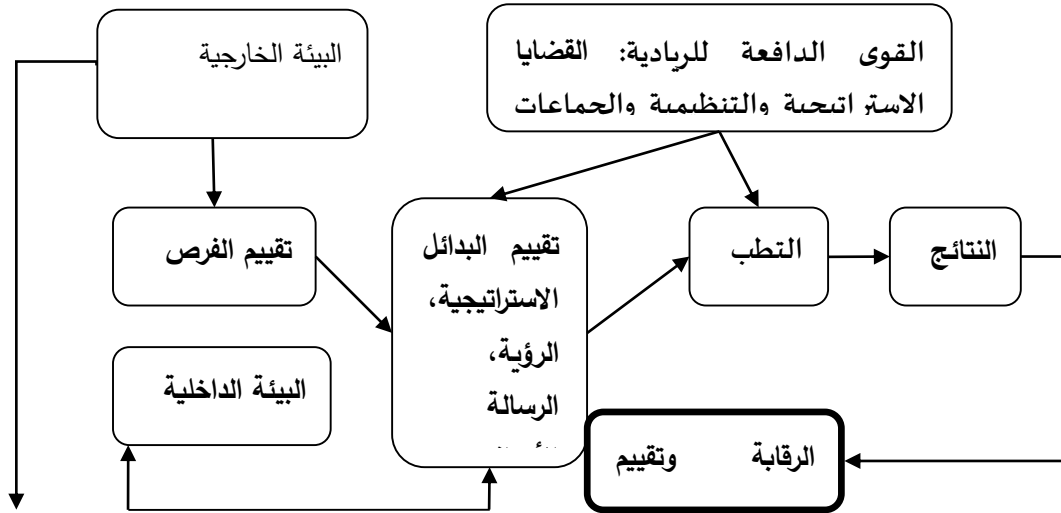 القوى الدافعة للريادية: القضايا
الاستراتيجية والتنظيمية والجماعات
البيئة الخارجية
النتائج
التطب
تقييم البدائل
الاستراتيجية،
الرؤية،
الرسالة
تقييم الفرص
البيئة الداخلية
الرقابة وتقييم